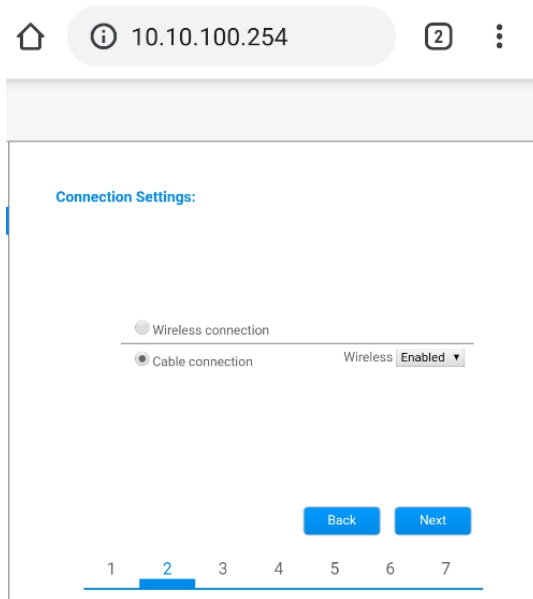 10.10.100.254
2
Connection Settings:
Wireless connection
Cable connection Wireless Enabled
Back Next
1 2 3 4 5 6 7